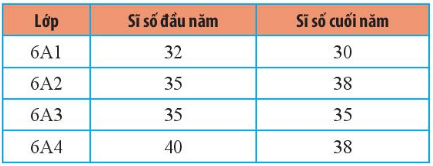 Lớp Sĩ số đầu năm Sĩ số cuối năm
6A1 32 30
6A2 35 38
6A3 35 35
6A4 40 38